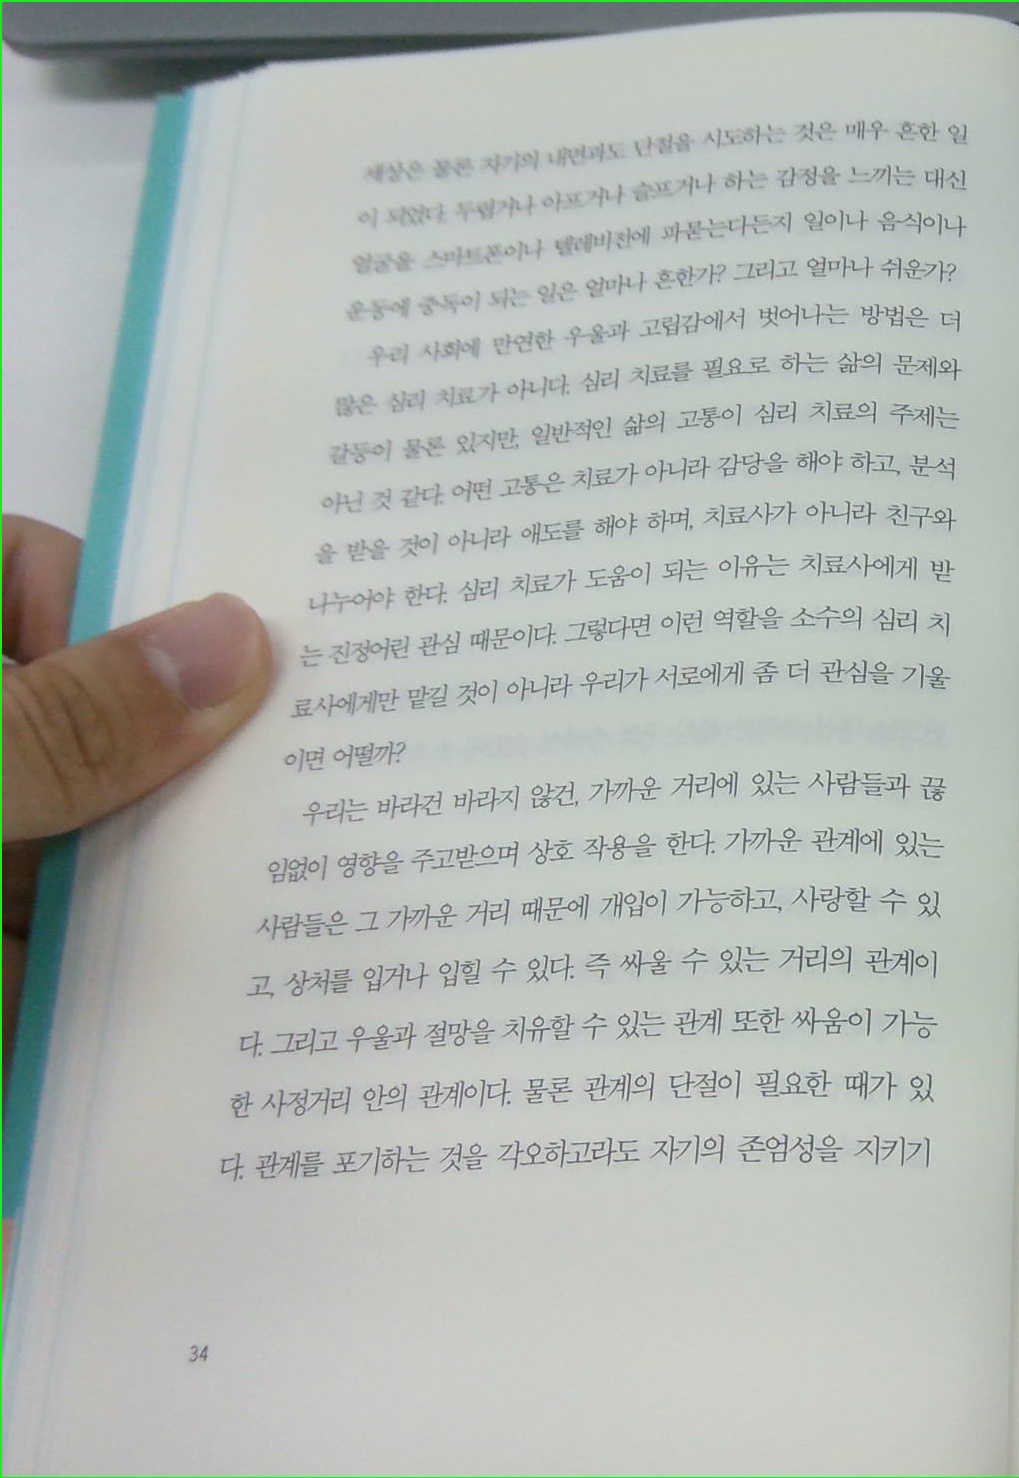 세상은 물론 자기의 내면과도 단절을 시도하는 것은 매우 흔한 일
이 되었다. 두렵거나 아프거나 슬프거나 하는 감정을 느끼는 대신
얼굴을 스마트폰이나 텔레비전에 파묻는다든지 일이나 음식이나
운동에 중독이 되는 일은 얼마나 흔한가? 그리고 얼마나 쉬운가?
우리 사회에 만연한 우울과 고립감에서 벗어나는 방법은 더
많은 심리 치료가 아니다. 심리 치료를 필요로 하는 삶의 문제와
갈등이 물론 있지만, 일반적인 삶의 고통이 심리 치료의 주제는
아닌 것 같다. 어떤 고통은 치료가 아니라 감당을 해야 하고, 분석
을 받을 것이 아니라 애도를 해야 하며, 치료사가 아니라 친구와
나누어야 한다. 심리 치료가 도움이 되는 이유는 치료사에게 받
는 진정어린 관심 때문이다. 그렇다면 이런 역할을 소수의 심리 치
료사에게만 맡길 것이 아니라 우리가 서로에게 좀 더 관심을 기울
이면 어떨까?
우리는 바라건 바라지 않건, 가까운 거리에 있는 사람들과 끊
임없이 영향을 주고받으며 상호 작용을 한다. 가까운 관계에 있는
사람들은 그 가까운 거리 때문에 개입이 가능하고, 사랑할 수 있
고, 상처를 입거나 입힐 수 있다. 즉 싸울 수 있는 거리의 관계이
다. 그리고 우울과 절망을 치유할 수 있는 관계 또한 싸움이 가능
한 사정거리 안의 관계이다. 물론 관계의 단절이 필요한 때가 있
다. 관계를 포기하는 것을 각오하고라도 자기의 존엄성을 지키기
34